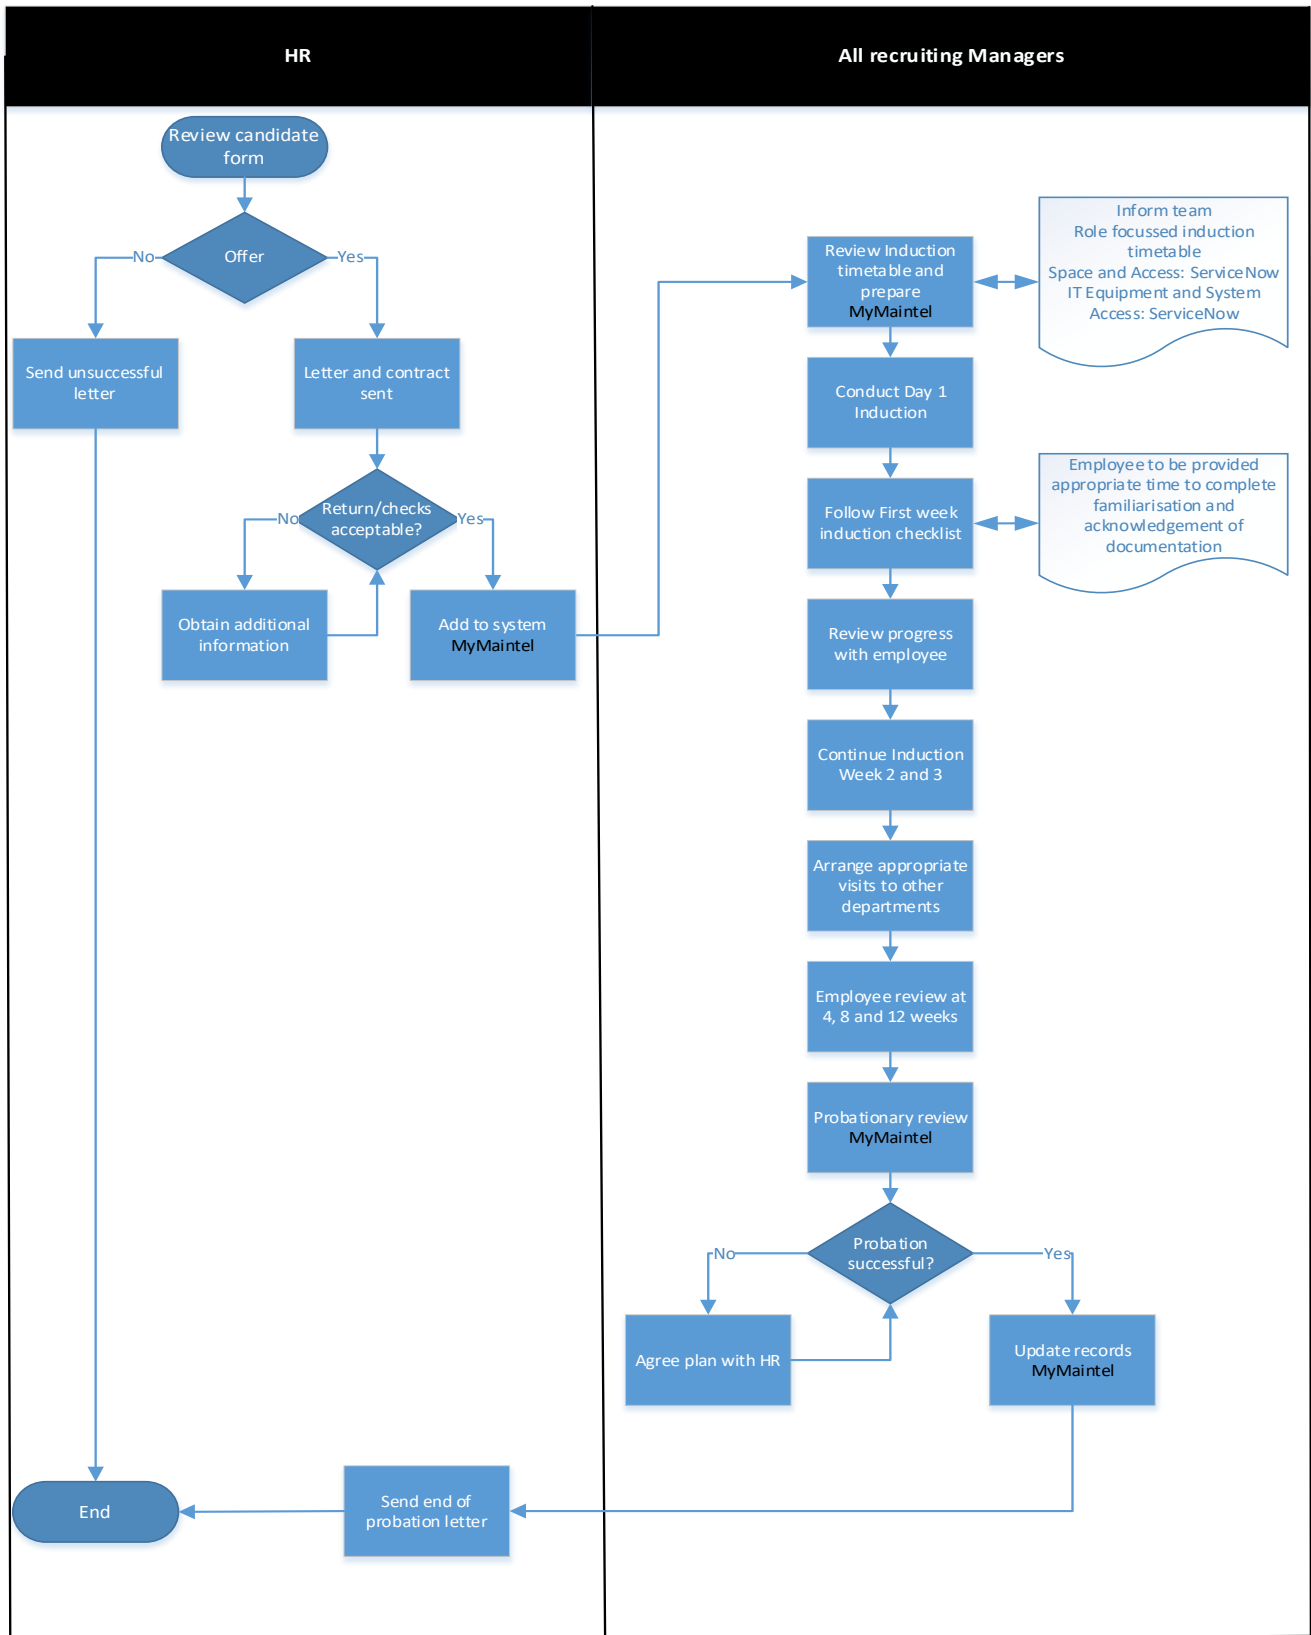 HR
All recruiting Managers
Review candidate
form
Offer
No
Yes
Send unsuccessful
letter
Letter and contract
sent
Return/checks
acceptable?
No
Yes
Obtain additional
information
Add to system
MyMaintel
Review Induction
timetable and
prepare
MyMaintel
Inform team
Role focussed induction
timetable
Space and Access: ServiceNow
IT Equipment and System
Access: ServiceNow
Conduct Day 1
Induction
Follow First week
induction checklist
Employee to be provided
appropriate time to complete
familiarisation and
acknowledgement of
documentation
Review progress
with employee
Continue Induction
Week 2 and 3
Arrange appropriate
visits to other
departments
Employee review at
4, 8 and 12 weeks
Probationary review
MyMaintel
Probation
successful?
No
Yes
Agree plan with HR
Update records
MyMaintel
Send end of
probation letter
End